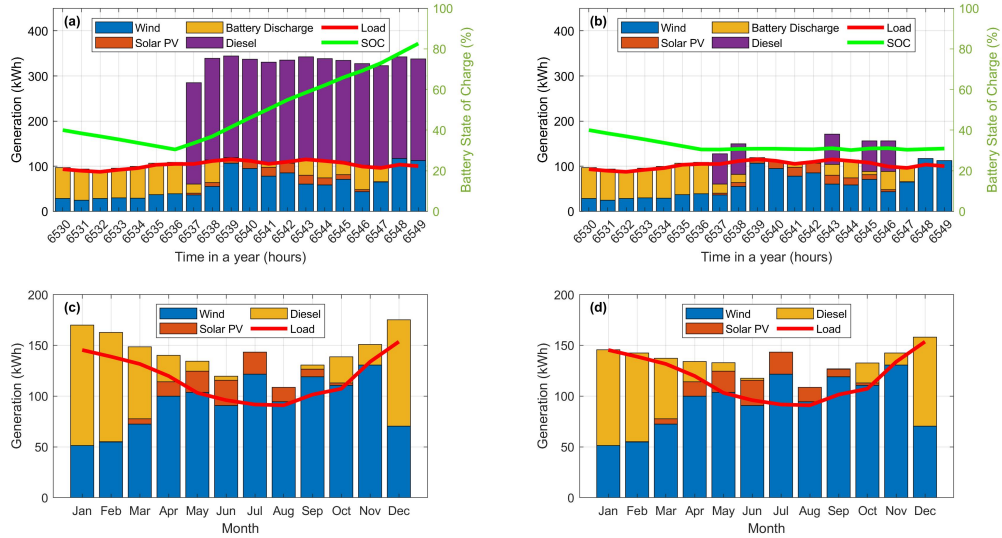 (a)
Wind
Battery Discharge
Load
Solar PV
Diesel
SOC
Generation (kWh)
400
300
200
100
0
Battery State of Charge (%)
100
80
60
40
20
0
6530 6531 6532 6533 6534 6535 6536 6537 6538 6539 6540 6541 6542 6543 6544 6545 6546 6547 6548 6549
Time in a year (hours)
(b)
Wind
Battery Discharge
Load
Solar PV
Diesel
SOC
Generation (kWh)
400
300
200
100
0
Battery State of Charge (%)
100
80
60
40
20
0
6530 6531 6532 6533 6534 6535 6536 6537 6538 6539 6540 6541 6542 6543 6544 6545 6546 6547 6548 6549
Time in a year (hours)
(c)
Wind
Diesel
Solar PV
Load
Generation (kWh)
200
150
100
50
0
Jan Feb Mar Apr May Jun Jul Aug Sep Oct Nov Dec
Month
(d)
Wind
Diesel
Solar PV
Load
Generation (kWh)
200
150
100
50
0
Jan Feb Mar Apr May Jun Jul Aug Sep Oct Nov Dec
Month